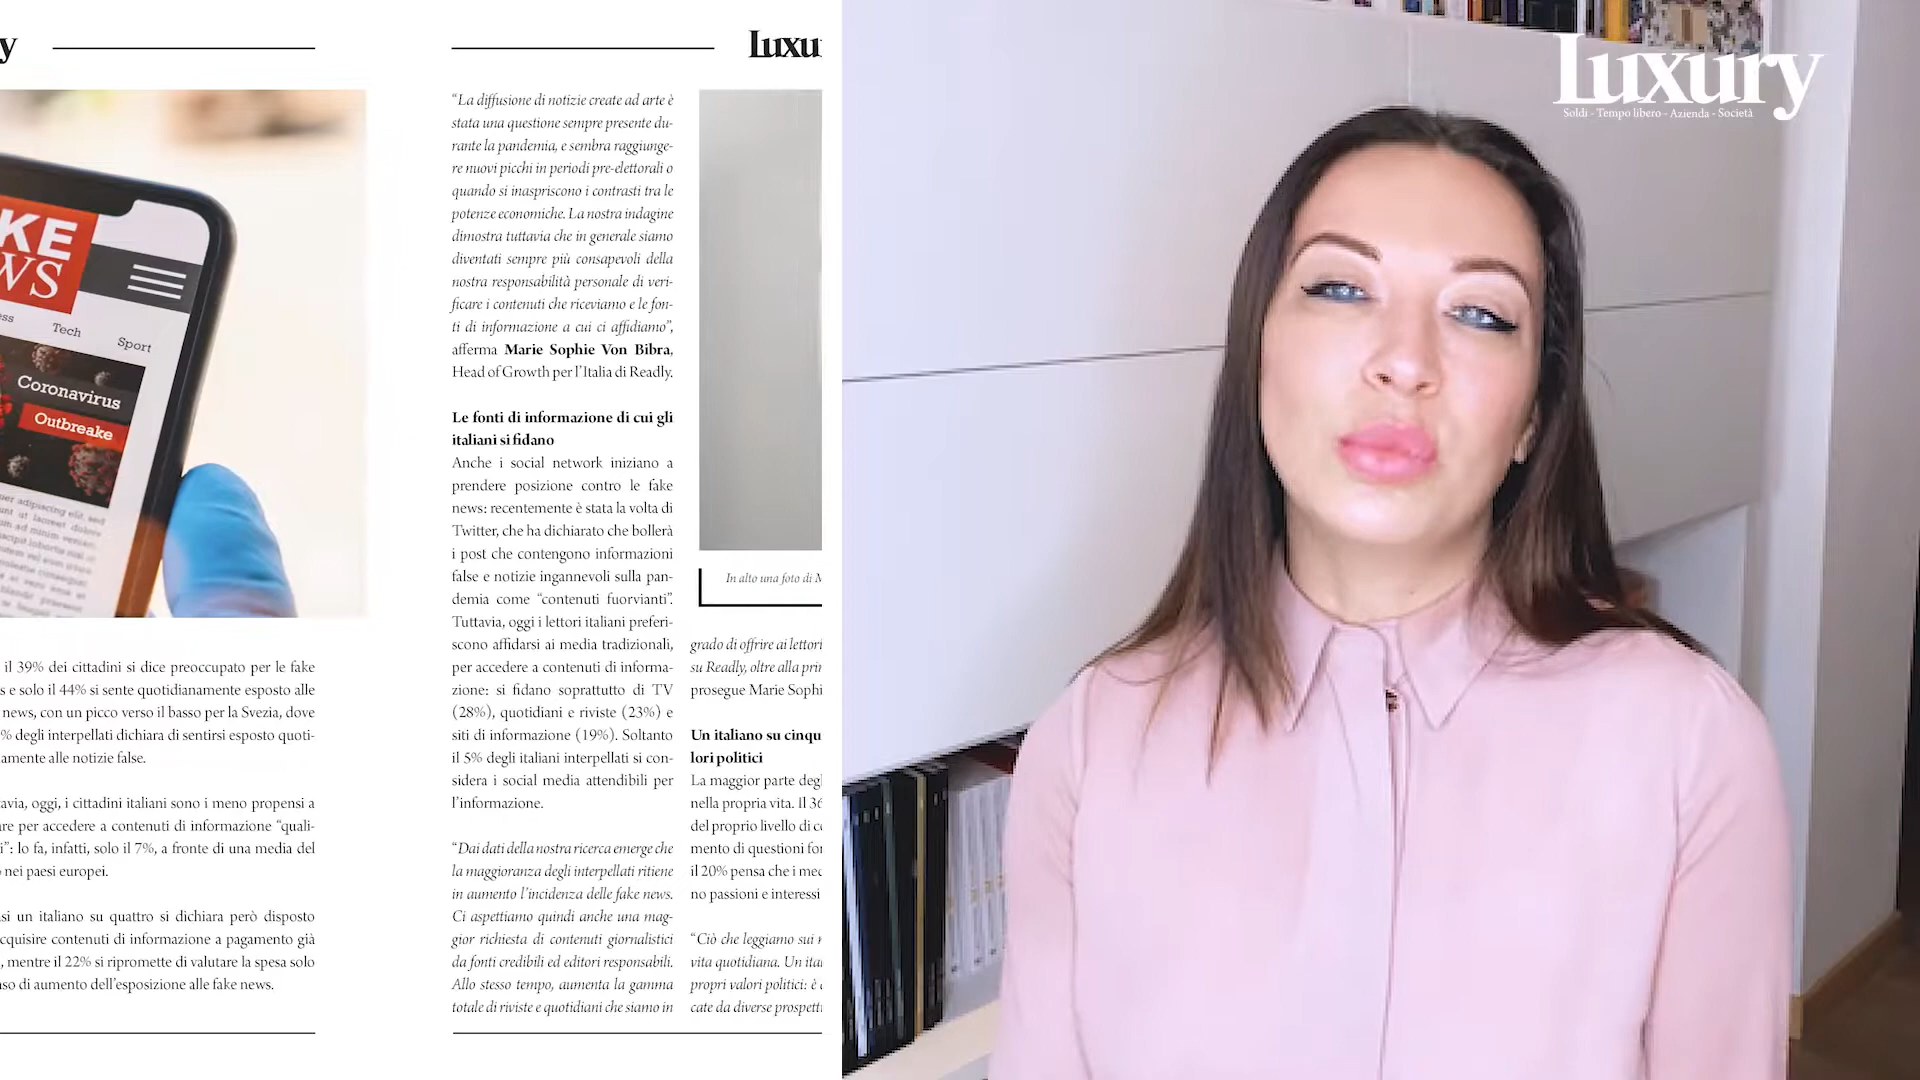 y
KE
WS
ess
Tech
Sport
Coronavirus
Outbreake
il 39% dei cittadini si dice preoccupato per le fake
s e solo il 44% si sente quotidianamente esposto alle
news, con un picco verso il basso per la Svezia, dove
% degli interpellati dichiara di sentirsi esposto quoti-
amente alle notizie false.
avia, oggi, i cittadini italiani sono i meno propensi a
are per accedere a contenuti di informazione “quali-
i”: lo fa, infatti, solo il 7%, a fronte di una media del
nei paesi europei.
asi un italiano su quattro si dichiara però disposto
cquisire contenuti di informazione a pagamento già
, mentre il 22% si ripromette di valutare la spesa solo
aso di aumento dell’esposizione alle fake news.
Luxu
“La diffusione di notizie create ad arte è
stata una questione sempre presente du-
rante la pandemia, e sembra raggiunge-
re nuovi picchi in periodi pre-elettorali o
quando si inaspriscono i contrasti tra le
potenze economiche. La nostra indagine
dimostra tuttavia che in generale siamo
diventati sempre più consapevoli della
nostra responsabilità personale di veri-
ficare i contenuti che riceviamo e le fon-
ti di informazione a cui ci affidiamo”,
afferma Marie Sophie Von Bibra,
Head of Growth per l’Italia di Readly.
Le fonti di informazione di cui gli
italiani si fidano
Anche i social network iniziano a
prendere posizione contro le fake
news: recentemente è stata la volta di
Twitter, che ha dichiarato che bollerà
i post che contengono informazioni
false e notizie ingannevoli sulla pan-
demia come “contenuti fuorvianti”.
Tuttavia, oggi i lettori italiani preferi-
scono affidarsi ai media tradizionali,
per accedere a contenuti di informa-
zione: si fidano soprattutto di TV
(28%), quotidiani e riviste (23%) e
siti di informazione (19%). Soltanto
il 5% degli italiani interpellati si con-
sidera i social media attendibili per
l’informazione.
“Dai dati della nostra ricerca emerge che
la maggioranza degli interpellati ritiene
in aumento l’incidenza delle fake news.
Ci aspettiamo quindi anche una mag-
gior richiesta di contenuti giornalistici
da fonti credibili ed editori responsabili.
Allo stesso tempo, aumenta la gamma
totale di riviste e quotidiani che siamo in
In alto una foto di M
grado di offrire ai lettori
su Readly, oltre alla prin
prosegue Marie Sophi
Un italiano su cinqu
lori politici
La maggior parte degl
nella propria vita. Il 36
del proprio livello di co
mento di questioni fon
il 20% pensa che i med
no passioni e interessi
“Ciò che leggiamo sui
vita quotidiana. Un ita
propri valori politici: è
cate da diverse prospetti
Luxury
Soldi - Tempo libero - Azienda - Società